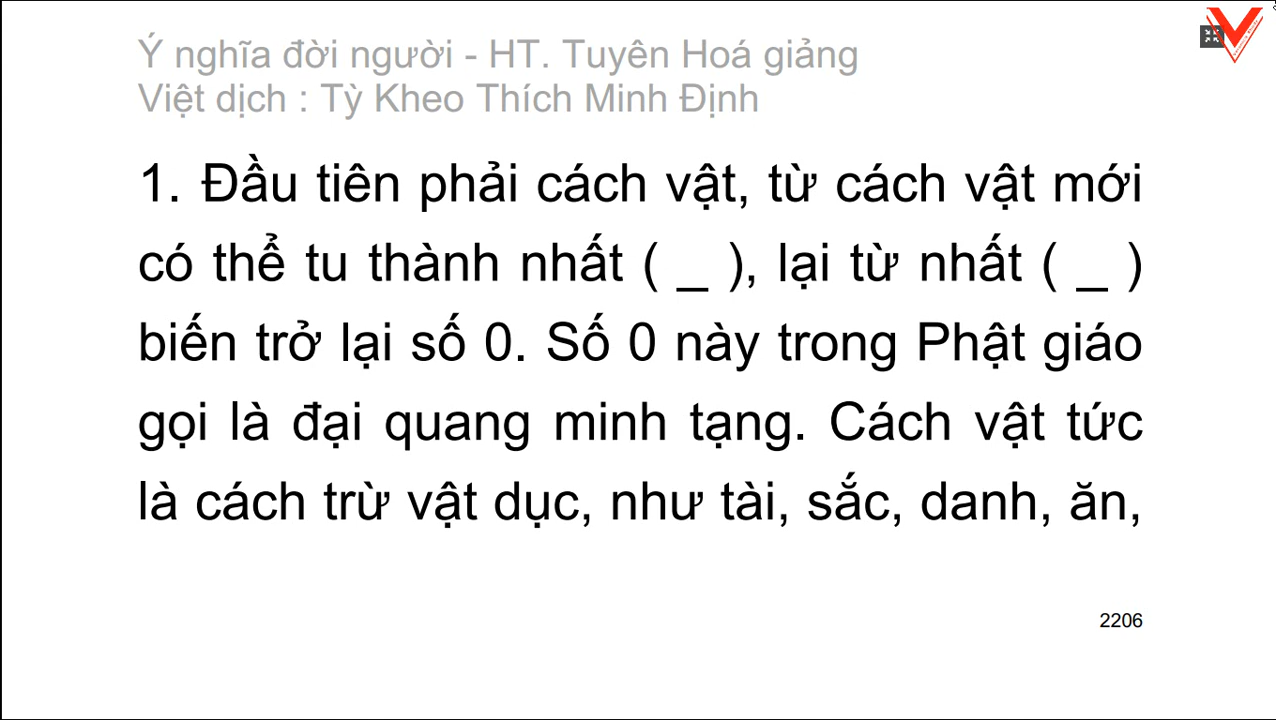 Ý nghĩa đời người - HT. Tuyên Hoá giảng
Việt dịch : Tỳ Kheo Thích Minh Định
1. Đầu tiên phải cách vật, từ cách vật mới
có thể tu thành nhất ( _ ), lại từ nhất ( _ )
biến trở lại số 0. Số 0 này trong Phật giáo
gọi là đại quang minh tạng. Cách vật tức
là cách trừ vật dục, như tài, sắc, danh, ăn,
2206